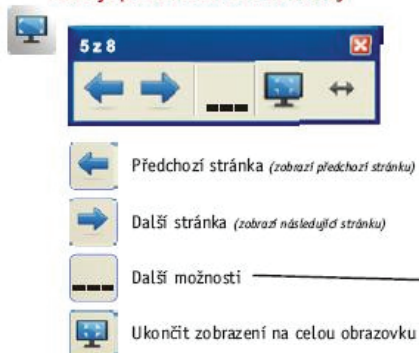 5 z 8
Předchozí stránka (zobrazí předchozí stránku)
Další stránka (zobrazí následující stránku)
Další možnosti
Ukončit zobrazení na celou obrazovku